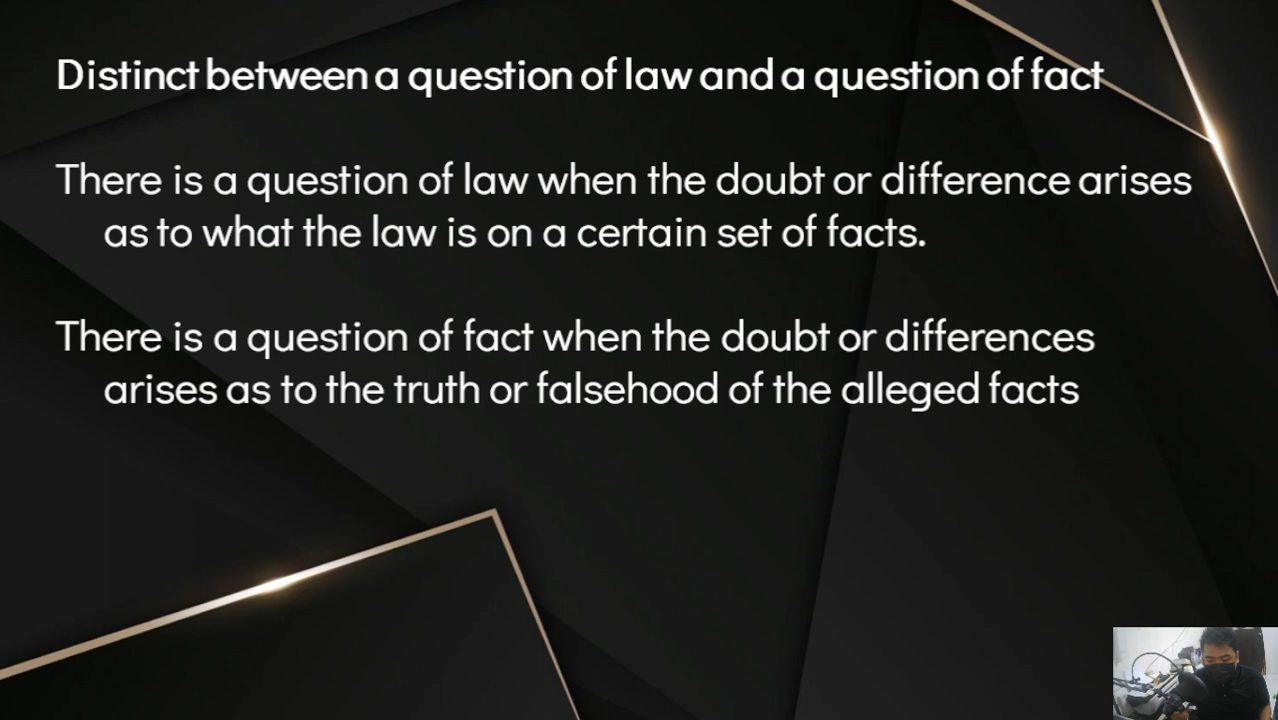 Distinct between a question of law and a question of fact
There is a question of law when the doubt or difference arises
as to what the law is on a certain set of facts.
There is a question of fact when the doubt or differences
arises as to the truth or falsehood of the alleged facts